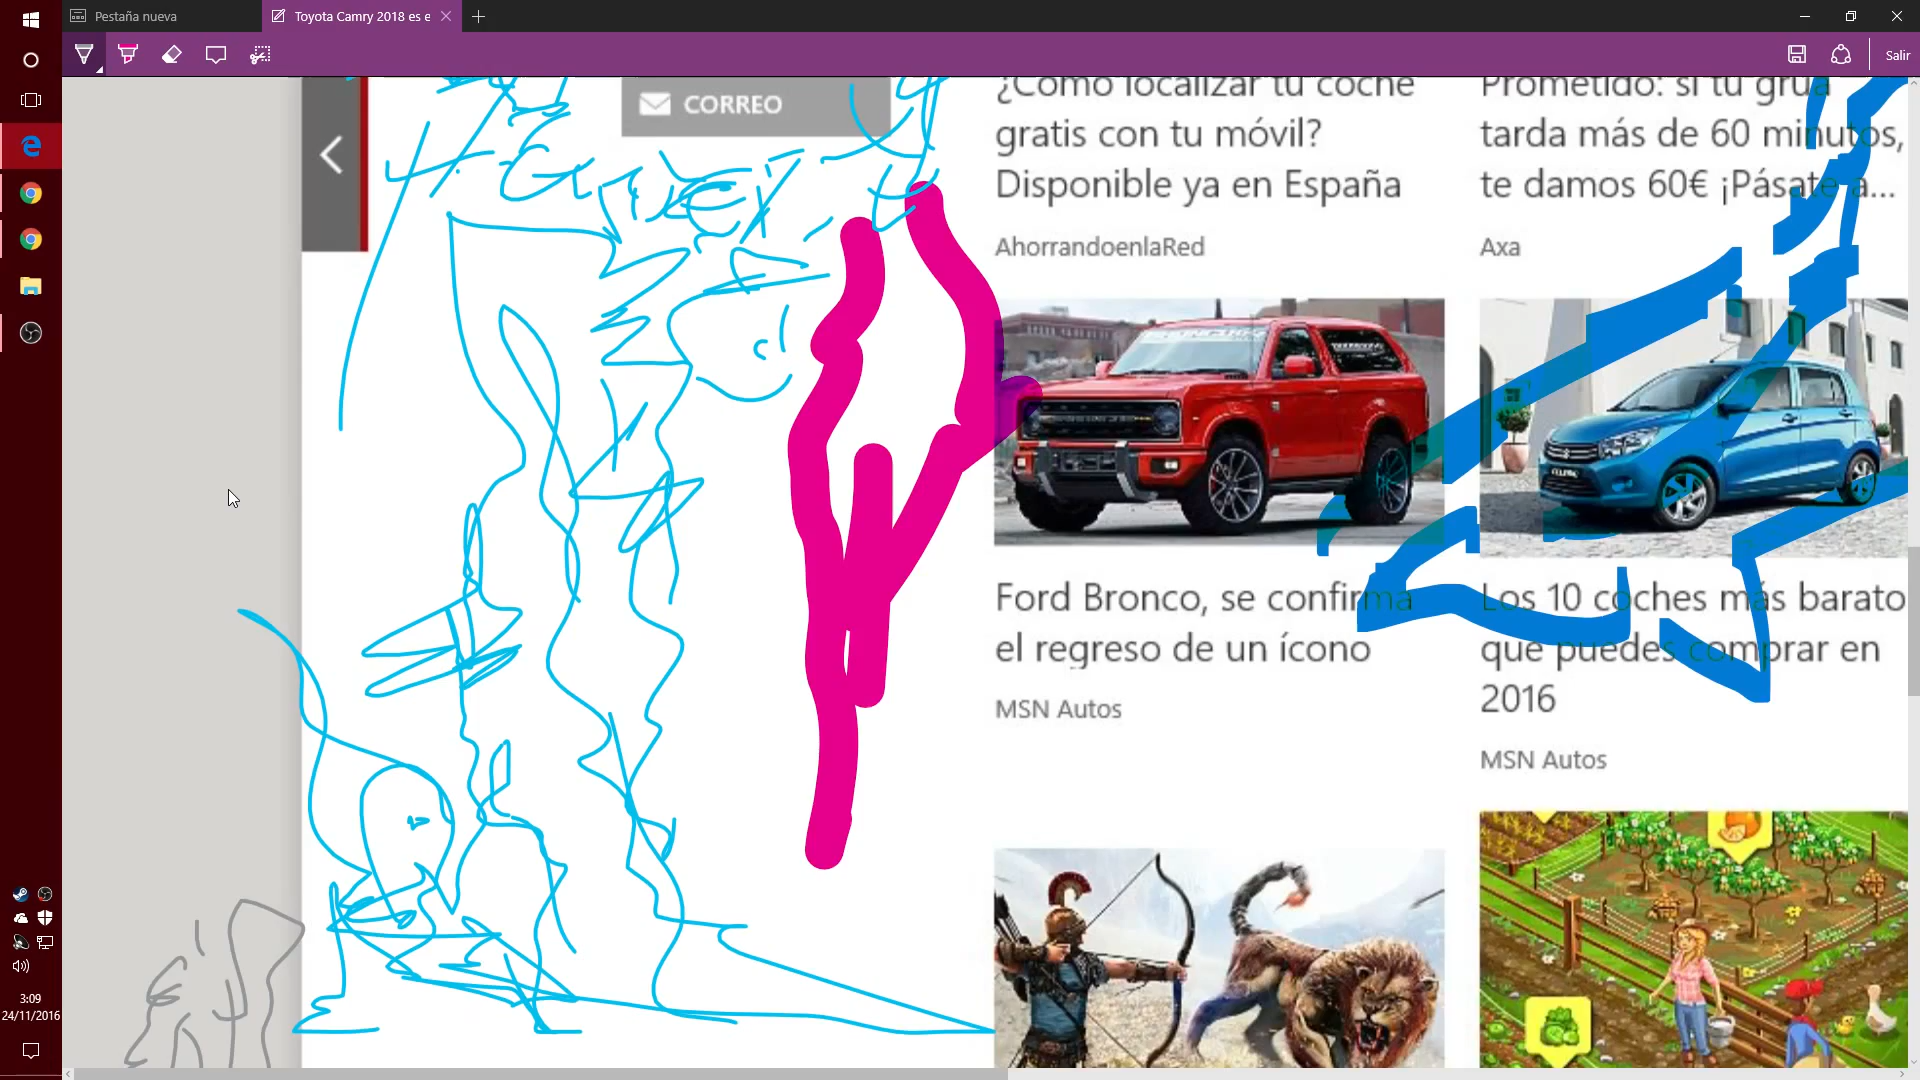 Pestaña nueva
Toyota Camry 2018 es e
Salir
CORREO
¿Cómo localizar tu coche
gratis con tu móvil?
Disponible ya en España
AhorrandoenlaRed
Prometido: si tu grúa
tarda más de 60 minutos,
te damos 60€ ¡Pásate a...
Axa
Ford Bronco, se confirma
el regreso de un ícono
MSN Autos
Los 10 coches más barato
que puedes comprar en
2016
MSN Autos
3:09
24/11/2016